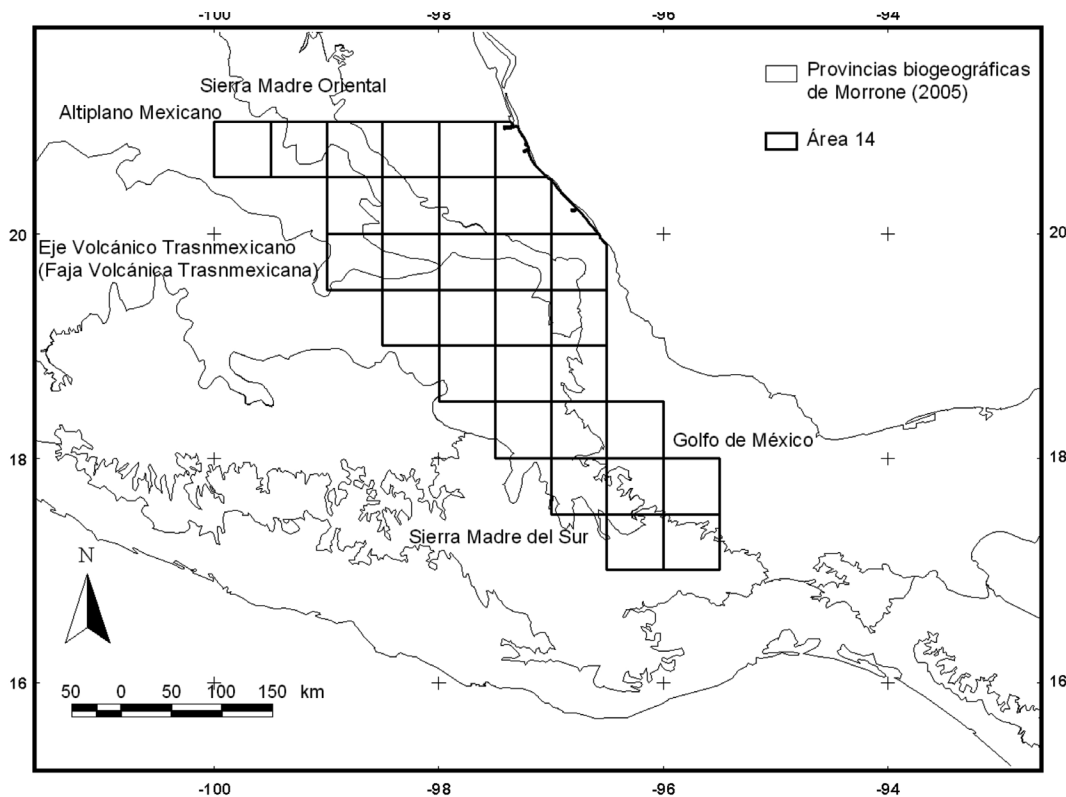 -100 -98 -96 -94
Sierra Madre Oriental
Altiplano Mexicano
Provincias biogeográficas
de Morrone (2005)
Área 14
20 20
Eje Volcánico Trasnmexicano
(Faja Volcánica Trasnmexicana)
Golfo de México
18 18
Sierra Madre del Sur
N
16 16
50 0 50 100 150 km
-100 -98 -96 -94